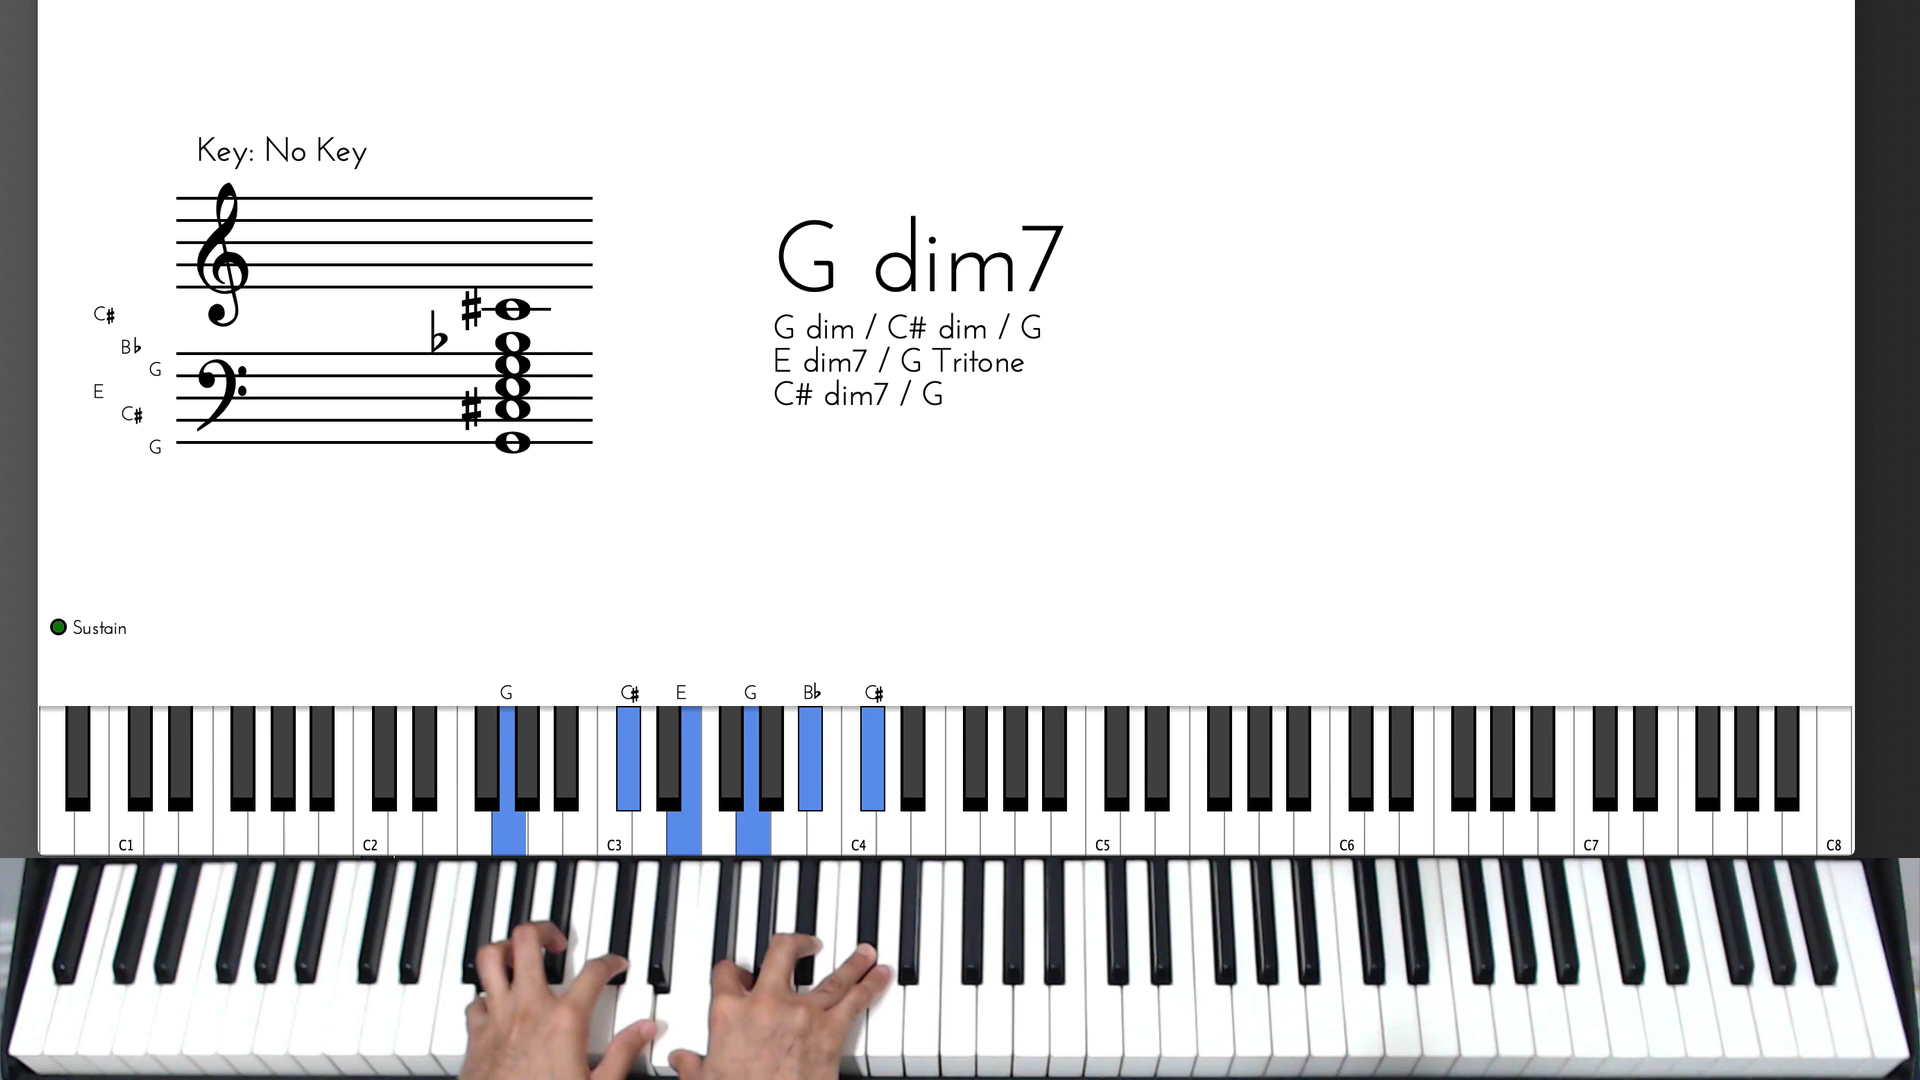 Key: No Key
G dim7
C#
G dim / C# dim / G
B♭
E dim7 / G Tritone
G
E
C# dim7 / G
C#
G
Sustain
G C# E G B♭ C#
C1 C2 C3 C4 C5 C6 C7 C8